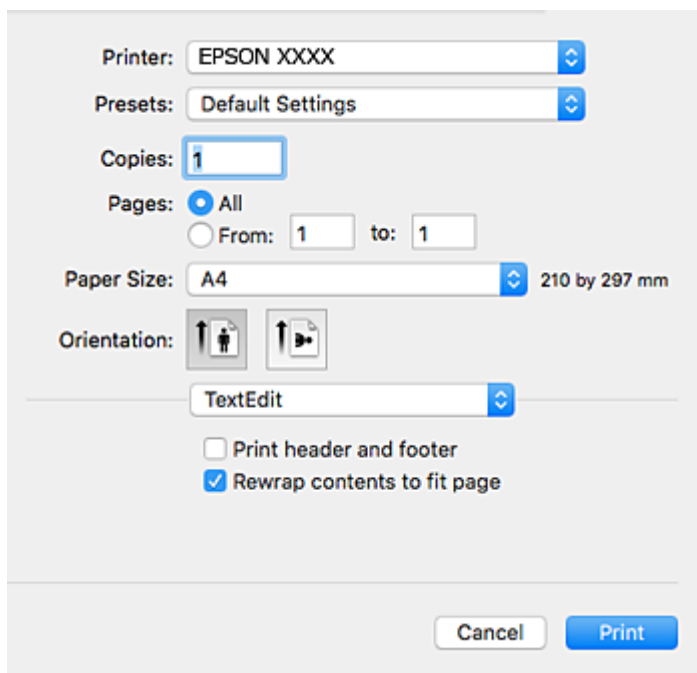 Printer: EPSON XXXX
Presets: Default Settings
Copies: 1
Pages: All
From: 1 to: 1
Paper Size: A4 210 by 297 mm
Orientation:
TextEdit
Print header and footer
Rewrap contents to fit page
Cancel Print